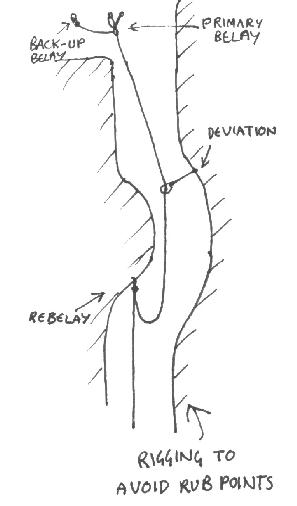 BACK-UP
BELAY
PRIMARY
BELAY
DEVIATION
REBELAY
RIGGING TO
AVOID RUB POINTS